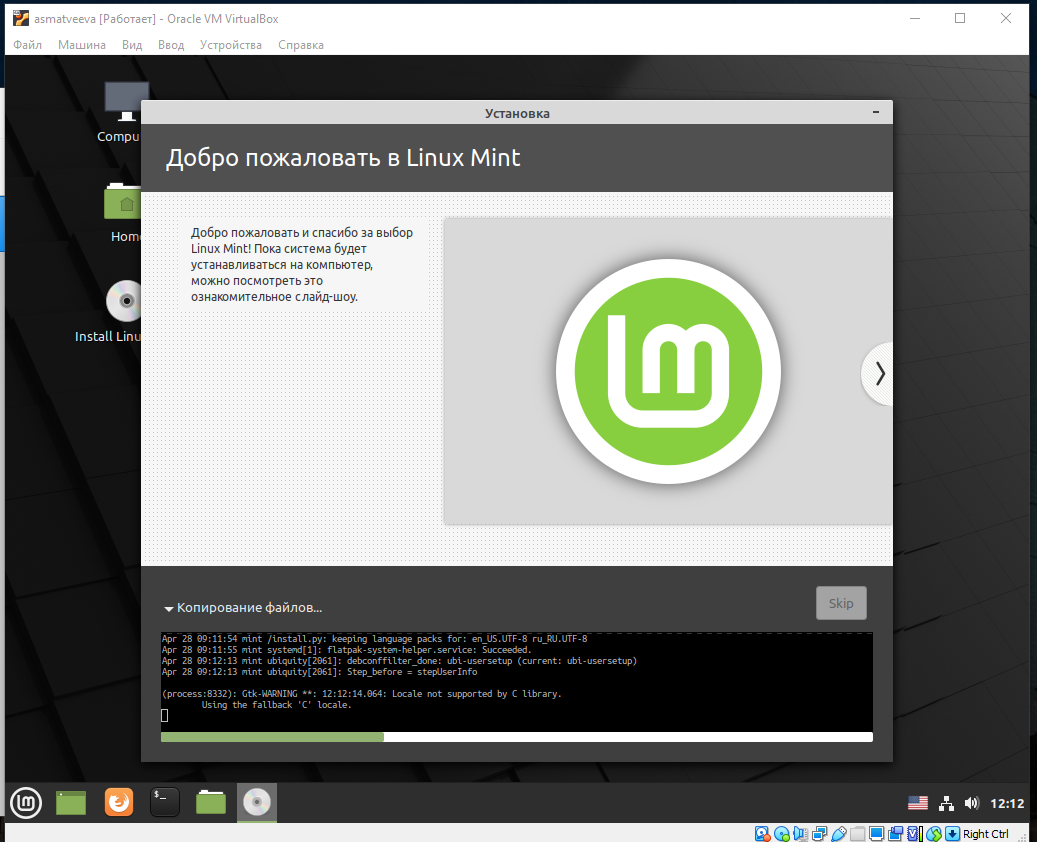 asmatveeva [Работает] - Oracle VM VirtualBox
Файл Машина Вид Ввод Устройства Справка
Установка
Добро пожаловать в Linux Mint
Compu
Home
Install Linu
Добро пожаловать и спасибо за выбор
Linux Mint! Пока система будет
устанавливаться на компьютер,
можно посмотреть это
ознакомительное слайд-шоу.
lm
Копирование файлов...
Skip
Apr 28 09:11:54 mint /install.py: keeping language packs for: en_US.UTF-8 ru_RU.UTF-8
Apr 28 09:11:55 mint systemd[1]: flatpak-system-helper.service: Succeeded.
Apr 28 09:12:13 mint ubiquity[2061]: debconffilter_done: ubi-usersetup (current: ubi-usersetup)
Apr 28 09:12:13 mint ubiquity[2061]: Step_before = stepUserInfo
(process:8332): Gtk-WARNING **: 12:12:14.064: Locale not supported by C library.
Using the fallback 'C' locale.
12:12
Right Ctrl